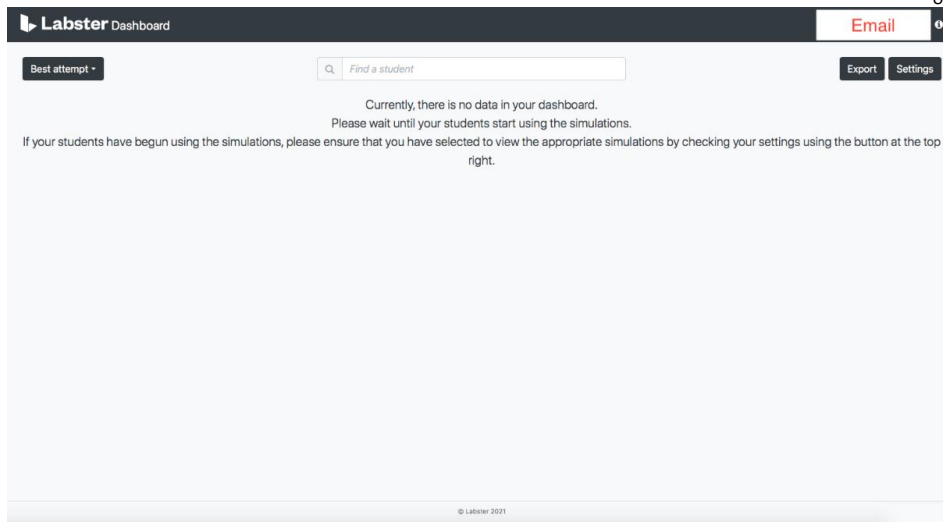 Labster Dashboard
Email
Best attempt
Find a student
Export
Settings
Currently, there is no data in your dashboard.
Please wait until your students start using the simulations.
If your students have begun using the simulations, please ensure that you have selected to view the appropriate simulations by checking your settings using the button at the top
right.
© Labster 2021